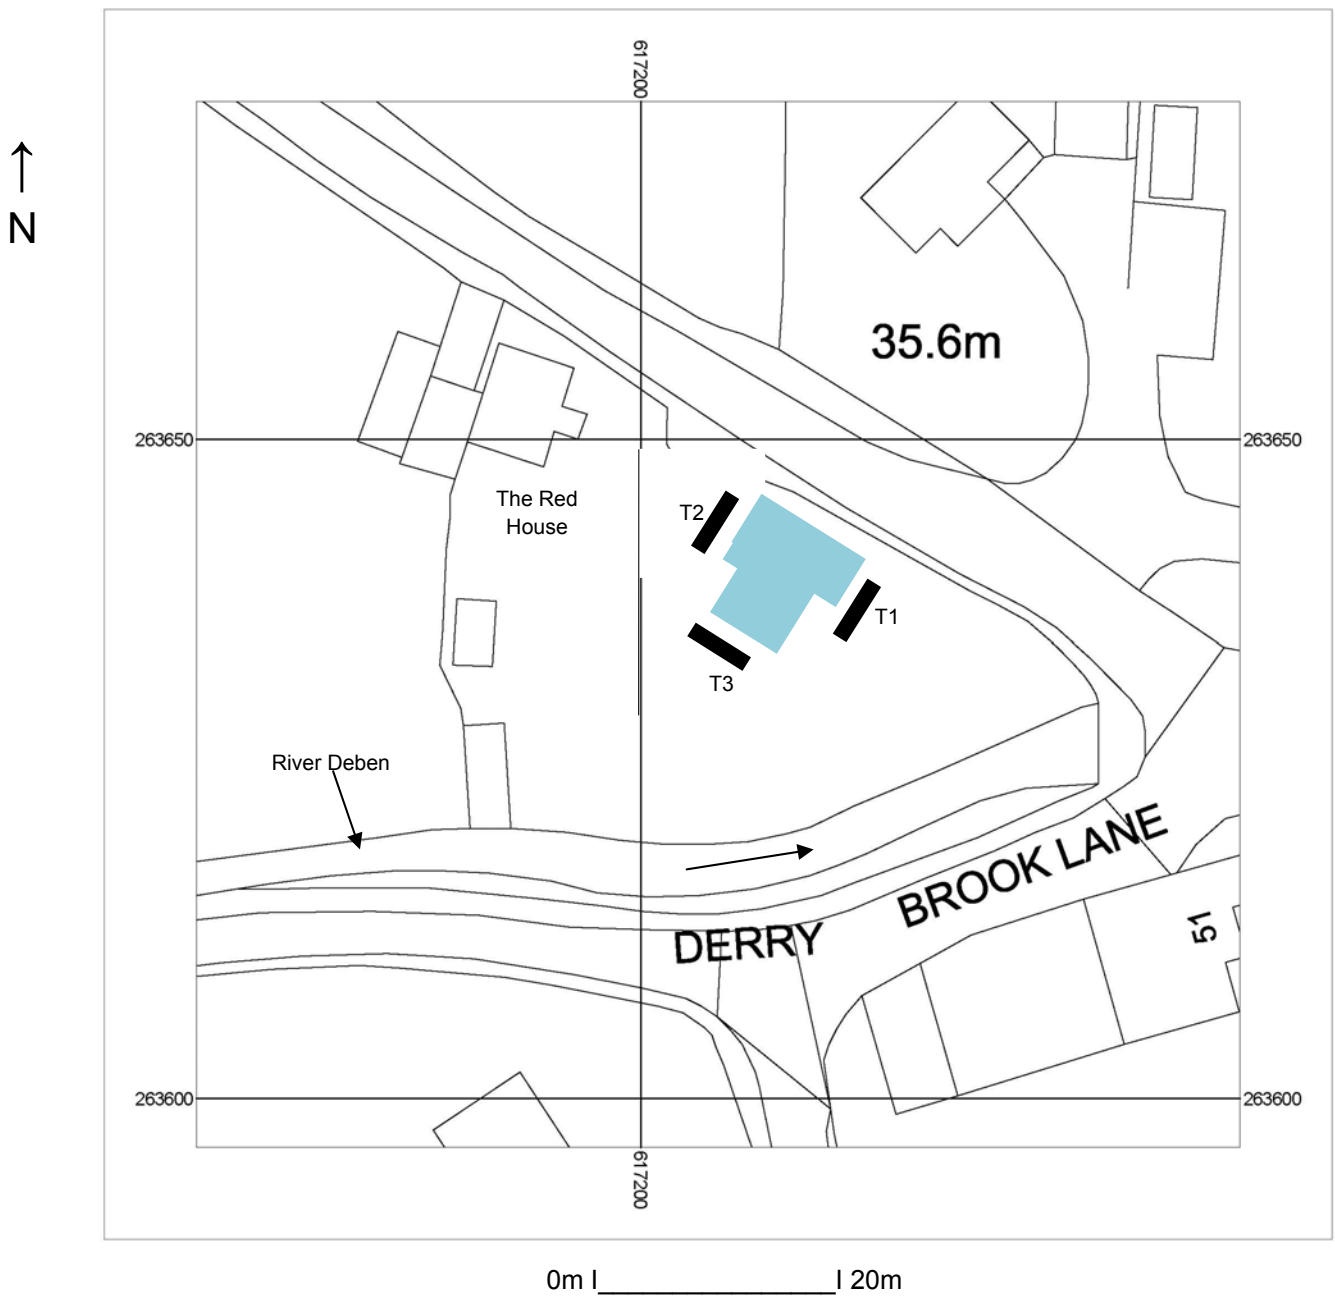 617200
N
35.6m
263650
263650
The Red
House
T2
T1
T3
River Deben
BROOK LANE
DERRY
51
263600
263600
617200
0m I________________I 20m